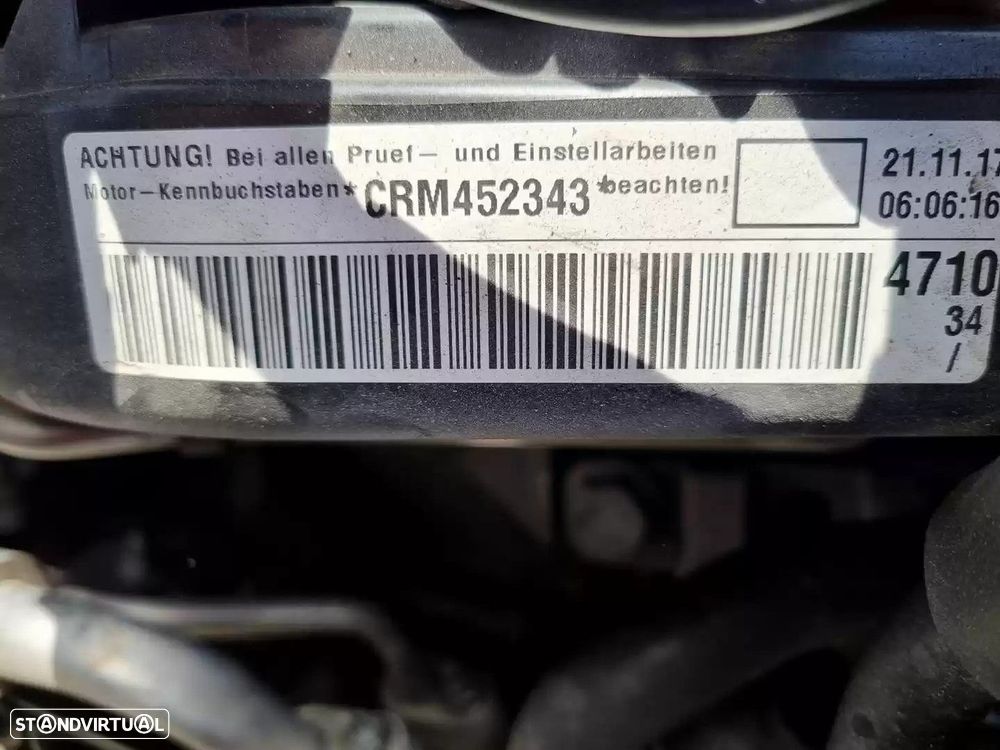 ACHTUNG! Bei allen Pruef– und Einstellarbeiten
Motor–Kennbuchstaben*CRM452343*beachten!
21.11.17
06:06:16
4710
34
/
STANDVIRTUAL